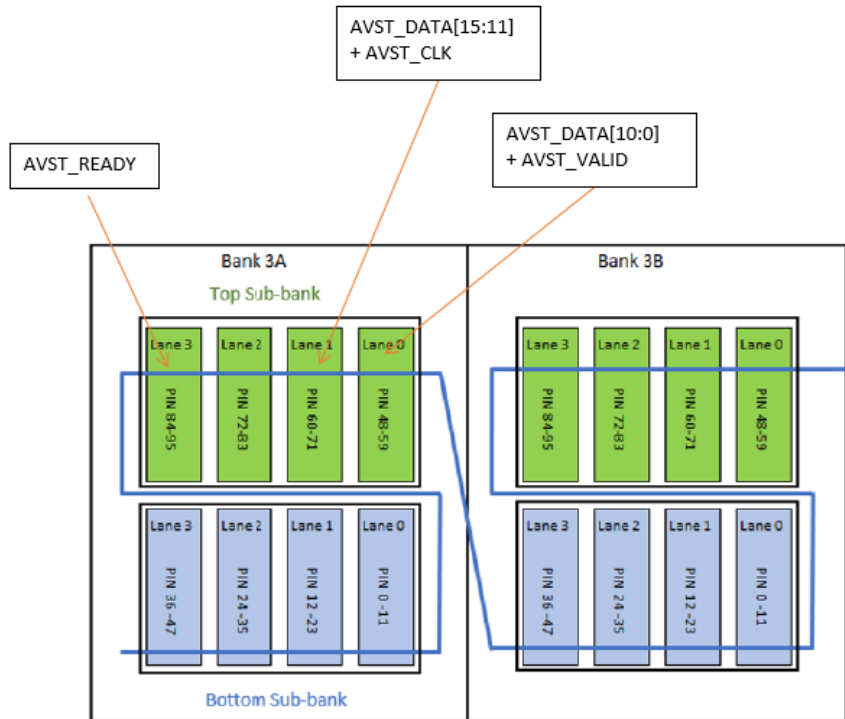 AVST_DATA[15:11]
+ AVST_CLK
AVST_DATA[10:0]
+ AVST_VALID
AVST_READY
Bank 3A
Bank 3B
Top Sub-bank
Lane 3
Lane 2
Lane 1
Lane 0
Lane 3
Lane 2
Lane 1
Lane 0
PIN 84-95
PIN 72-83
PIN 60-71
PIN 48-59
PIN 84-95
PIN 72-83
PIN 60-71
PIN 48-59
Lane 3
Lane 2
Lane 1
Lane 0
Lane 3
Lane 2
Lane 1
Lane 0
PIN 36-47
PIN 24-35
PIN 12-23
PIN 0-11
PIN 36-47
PIN 24-35
PIN 12-23
PIN 0-11
Bottom Sub-bank